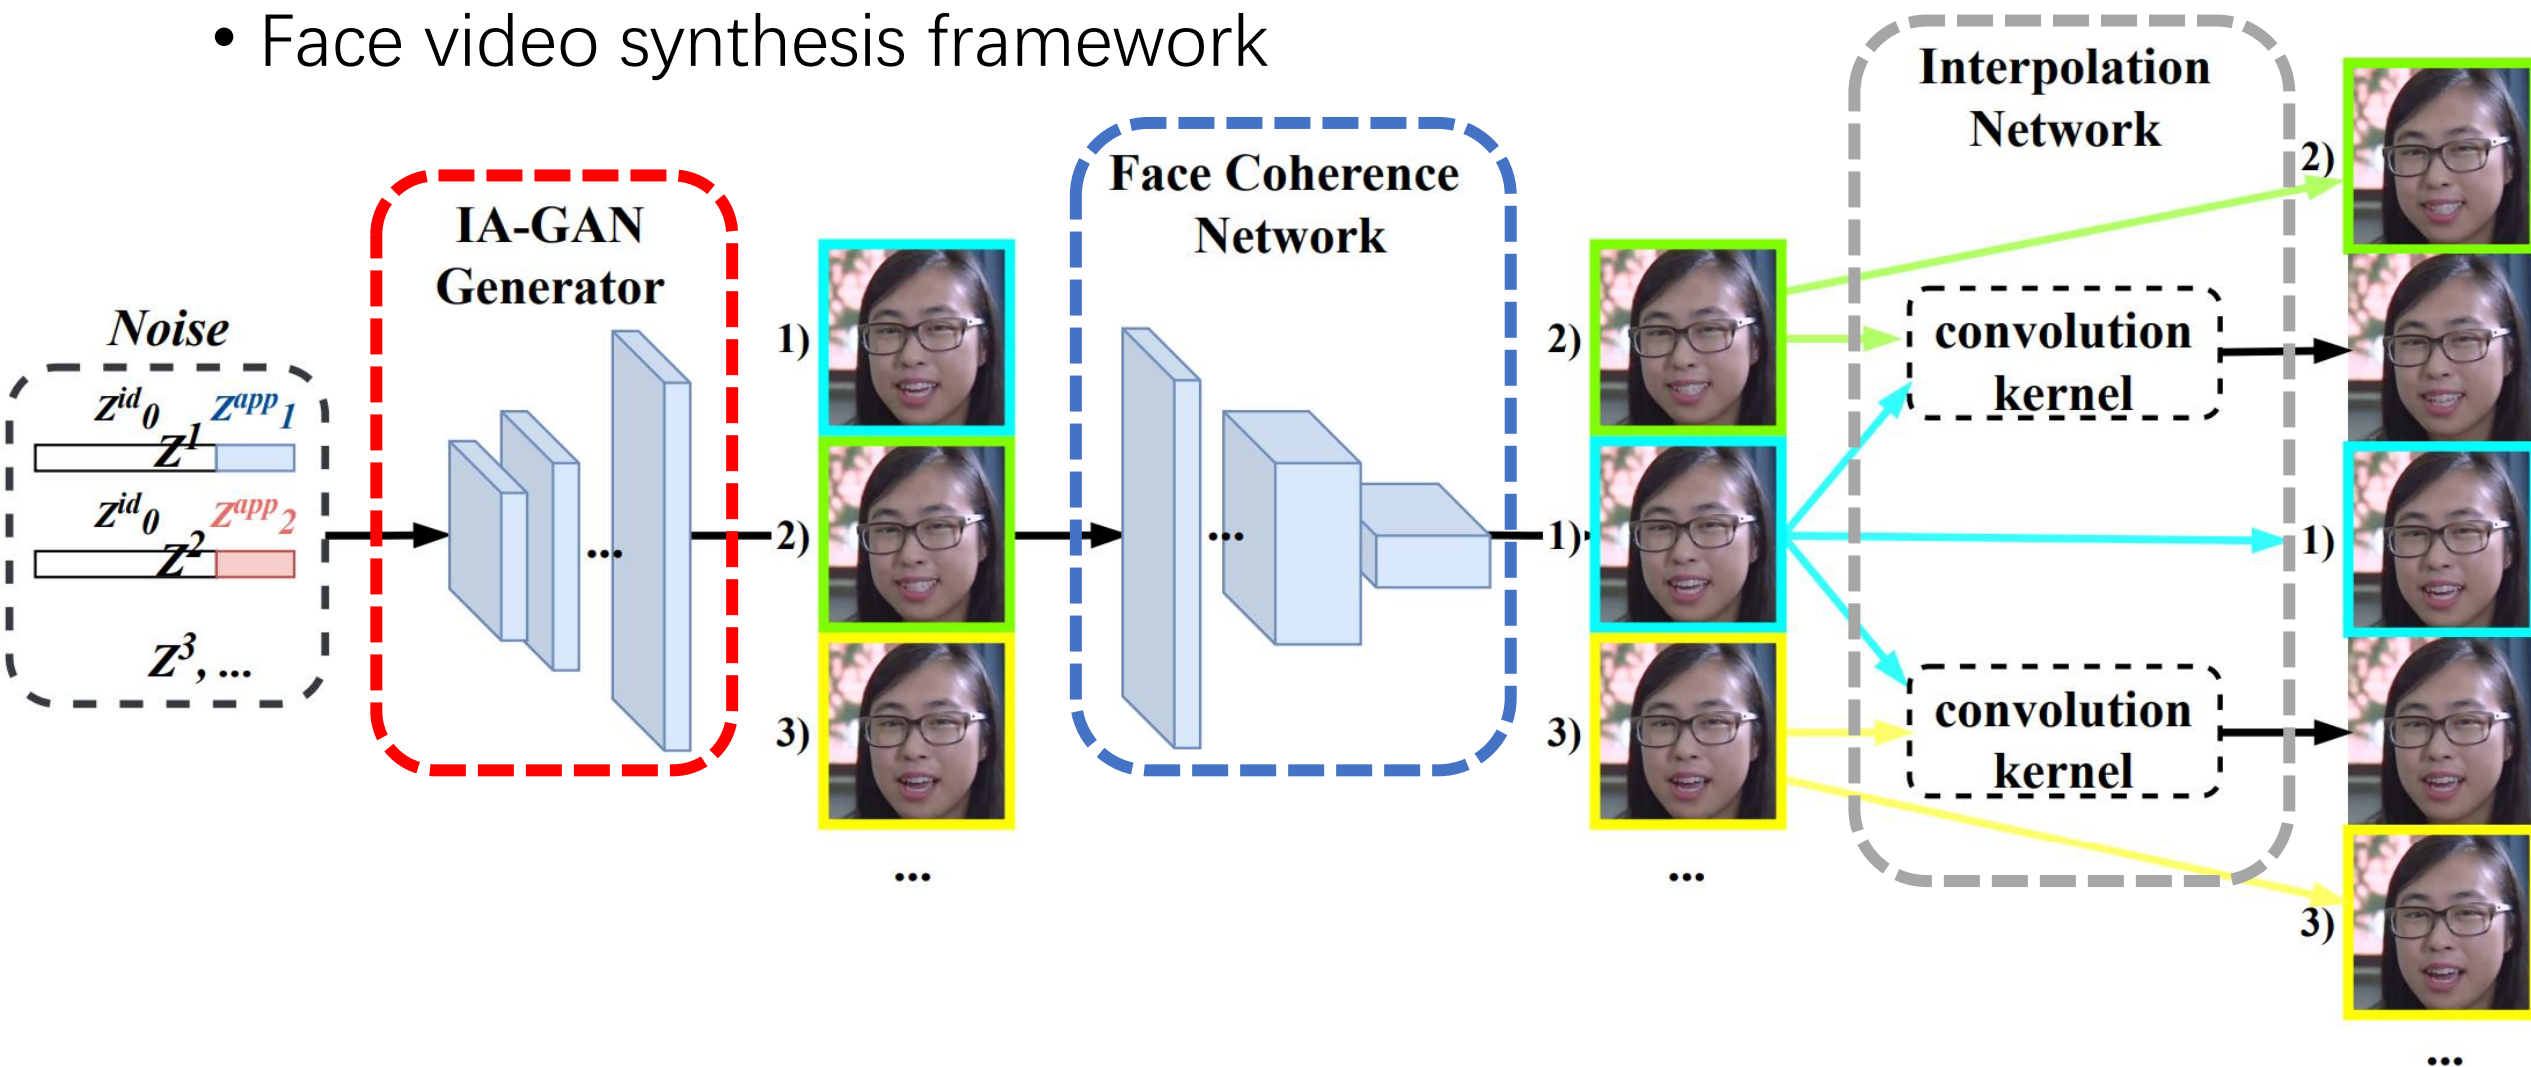 • Face video synthesis framework
Noise
Z^id_0 Z^app_1
Z^1
Z^id_0 Z^app_2
Z^2
Z^3, ...
IA-GAN
Generator
...
1)
2)
3)
...
Face Coherence
Network
...
2)
1)
3)
...
Interpolation
Network
convolution
kernel
convolution
kernel
2)
1)
3)
...